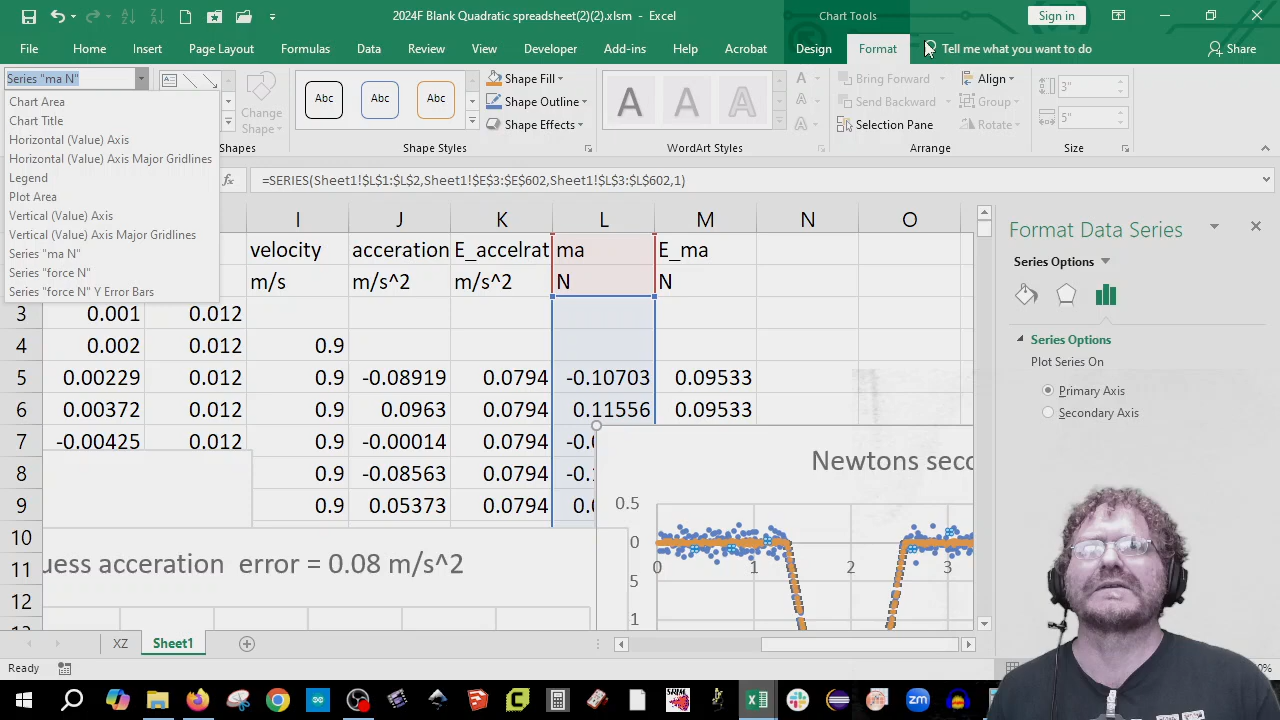 2024F Blank Quadratic spreadsheet(2)(2).xlsm - Excel
Chart Tools
Sign in
File Home Insert Page Layout Formulas Data Review View Developer Add-ins Help Acrobat Design Format Tell me what you want to do Share
Series "ma N"
Chart Area
Chart Title
Horizontal (Value) Axis
Horizontal (Value) Axis Major Gridlines
Legend
Plot Area
Vertical (Value) Axis
Vertical (Value) Axis Major Gridlines
Series "ma N"
Series "force N"
Series "force N" Y Error Bars
Change
Shape
Shapes
Abc Abc Abc
Shape Fill
Shape Outline
Shape Effects
Shape Styles
A A A
WordArt Styles
Bring Forward
Send Backward
Selection Pane
Align
Group
Rotate
Arrange
3"
5"
Size
fx
=SERIES(Sheet1!$L$1:$L$2,Sheet1!$E$3:$E$602,Sheet1!$L$3:$L$602,1)
I J K L M N O
velocity acceration E_accelrat ma E_ma
m/s m/s^2 m/s^2 N N
3 0.001 0.012
4 0.002 0.012 0.9
5 0.00229 0.012 0.9 -0.08919 0.0794 -0.10703 0.09533
6 0.00372 0.012 0.9 0.0963 0.0794 0.11556 0.09533
7 -0.00425 0.012 0.9 -0.00014 0.0794
8 0.9 -0.08563 0.0794
9 0.9 0.05373 0.0794
10
11
12
uess acceration error = 0.08 m/s^2
Newtons seco
0.5
0
5
1
0 1 2 3
Format Data Series
Series Options
Series Options
Plot Series On
Primary Axis
Secondary Axis
XZ
Sheet1
Ready